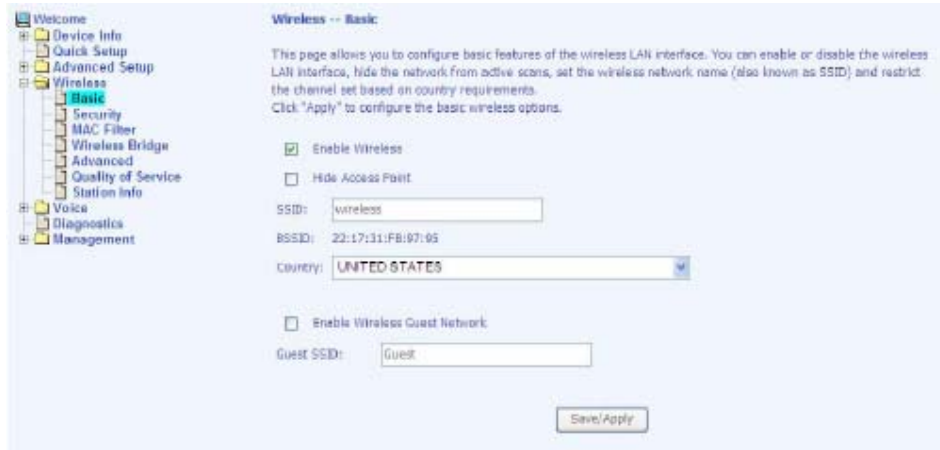 Welcome
Device Info
Quick Setup
Advanced Setup
Wireless
Basic
Security
MAC Filter
Wireless Bridge
Advanced
Quality of Service
Station Info
Voice
Diagnostics
Management
Wireless -- Basic
This page allows you to configure basic features of the wireless LAN interface. You can enable or disable the wireless
LAN interface, hide the network from active scans, set the wireless network name (also known as SSID) and restrict
the channel set based on country requirements.
Click "Apply" to configure the basic wireless options.
Enable Wireless
Hide Access Point
SSID: wireless
BSSID: 22:17:31:FB:97:95
Country: UNITED STATES
Enable Wireless Guest Network
Guest SSID: Guest
Save/Apply